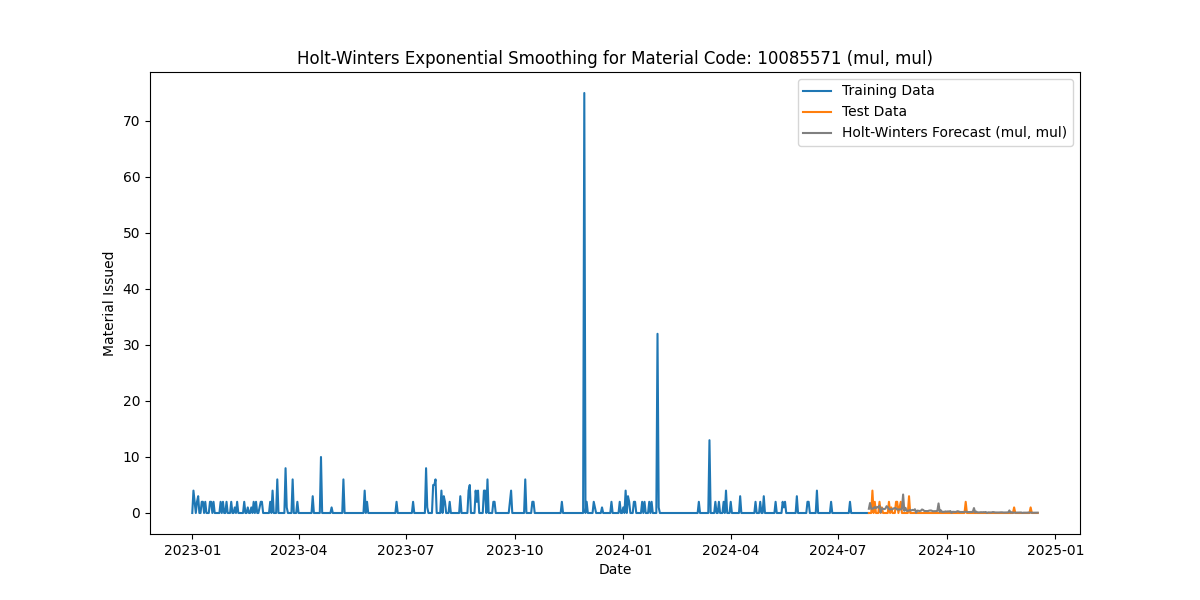 Holt-Winters Exponential Smoothing for Material Code: 10085571 (mul, mul)
Training Data
Test Data
Holt-Winters Forecast (mul, mul)
70
60
50
40
30
20
10
0
Material Issued
2023-01 2023-04 2023-07 2023-10 2024-01 2024-04 2024-07 2024-10 2025-01
Date